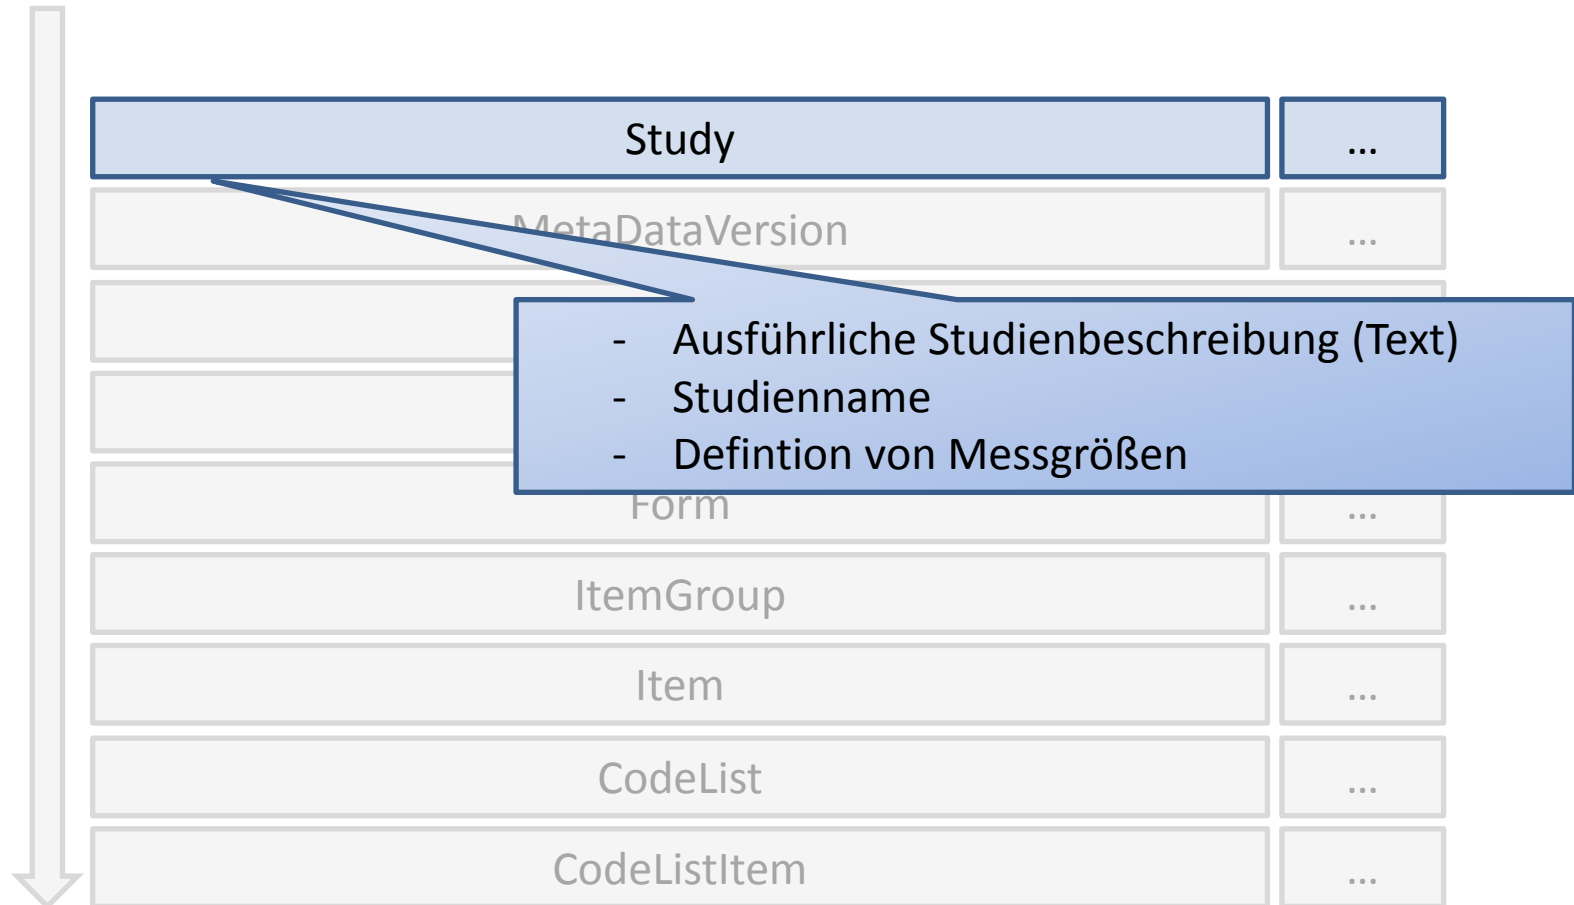 Study ...
MetaDataVersion ...
- Ausführliche Studienbeschreibung (Text)
- Studienname
- Defintion von Messgrößen
Form ...
ItemGroup ...
Item ...
CodeList ...
CodeListItem ...